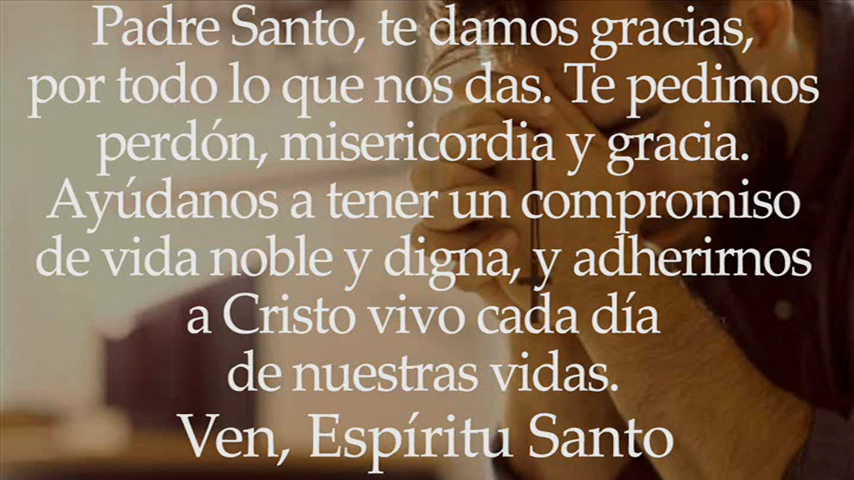 Padre Santo, te damos gracias,
por todo lo que nos das. Te pedimos
perdón, misericordia y gracia.
Ayúdanos a tener un compromiso
de vida noble y digna, y adherirnos
a Cristo vivo cada día
de nuestras vidas.
Ven, Espíritu Santo